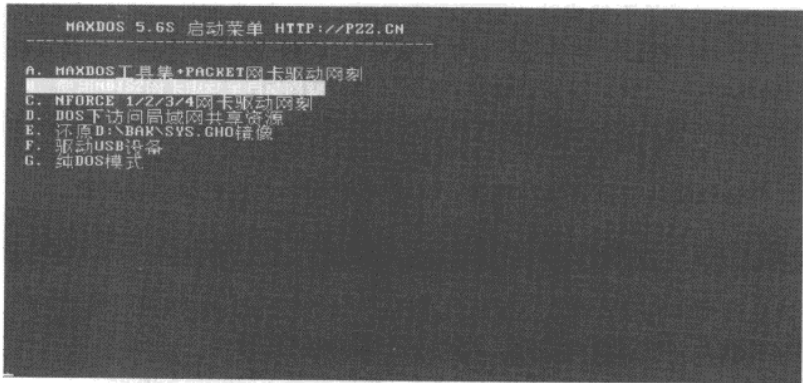 MAXDOS 5.6S 启动菜单 HTTP://P22.CN
A. MAXDOS工具集+PACKET网卡驱动网刻
C. NFORCE 1/2/3/4网卡驱动网刻
D. DOS下访问局域网共享资源
E. 还原D:\BAK\SYS.GHO镜像
F. 驱动USB设备
G. 纯DOS模式